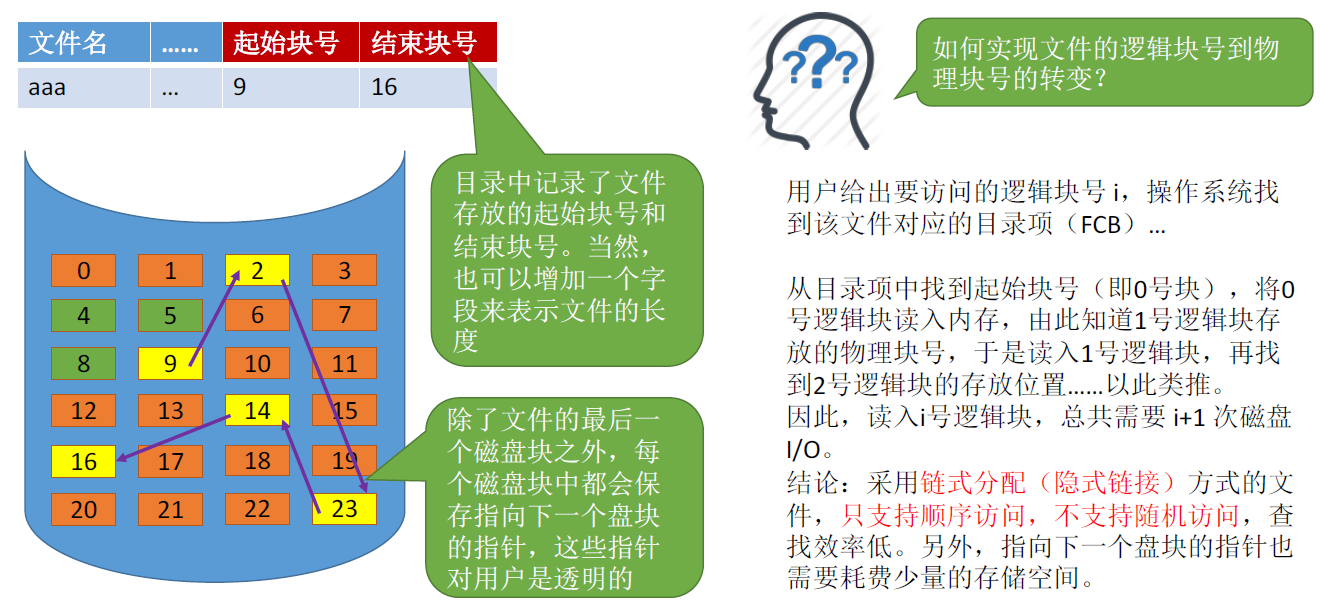 文件名 …… 起始块号 结束块号
aaa … 9 16
目录中记录了文件
存放的起始块号和
结束块号。当然，
也可以增加一个字
段来表示文件的长
度
0 1 2 3
4 5 6 7
8 9 10 11
12 13 14 15
16 17 18 19
20 21 22 23
除了文件的最后一
个磁盘块之外，每
个磁盘块中都会保
存指向下一个盘块
的指针，这些指针
对用户是透明的
???
如何实现文件的逻辑块号到物
理块号的转变？
用户给出要访问的逻辑块号 i，操作系统找
到该文件对应的目录项（FCB）…
从目录项中找到起始块号（即0号块），将0
号逻辑块读入内存，由此知道1号逻辑块存
放的物理块号，于是读入1号逻辑块，再找
到2号逻辑块的存放位置……以此类推。
因此，读入i号逻辑块，总共需要 i+1 次磁盘
I/O。
结论：采用链式分配（隐式链接）方式的文
件，只支持顺序访问，不支持随机访问，查
找效率低。另外，指向下一个盘块的指针也
需要耗费少量的存储空间。